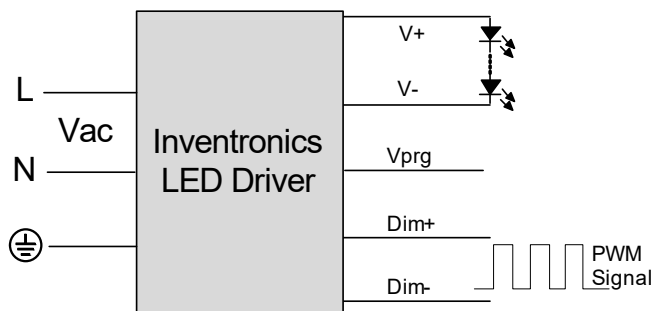 V+
L
V-
Vac
Inventronics
LED Driver
Vprg
N
Dim+
PWM
Signal
Dim-